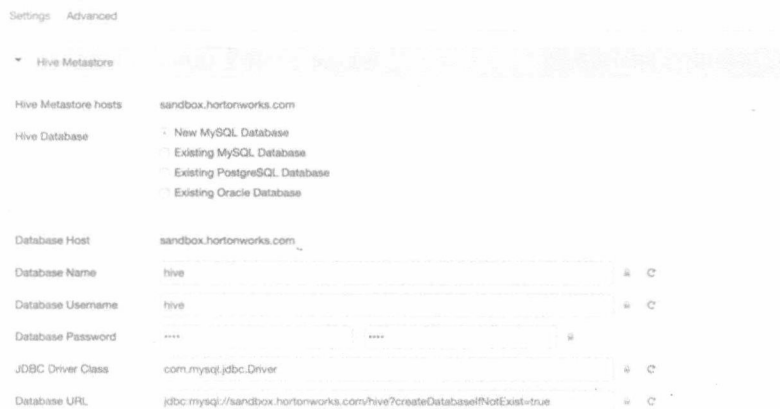 Settings Advanced
Hive Metastore
Hive Metastore hosts sandbox.hortonworks.com
Hive Database New MySQL Database
Existing MySQL Database
Existing PostgreSQL Database
Existing Oracle Database
Database Host sandbox.hortonworks.com
Database Name hive
Database Username hive
Database Password •••• ••••
JDBC Driver Class com.mysql.jdbc.Driver
Database URL jdbc:mysql://sandbox.hortonworks.com/hive?createDatabaseIfNotExist=true